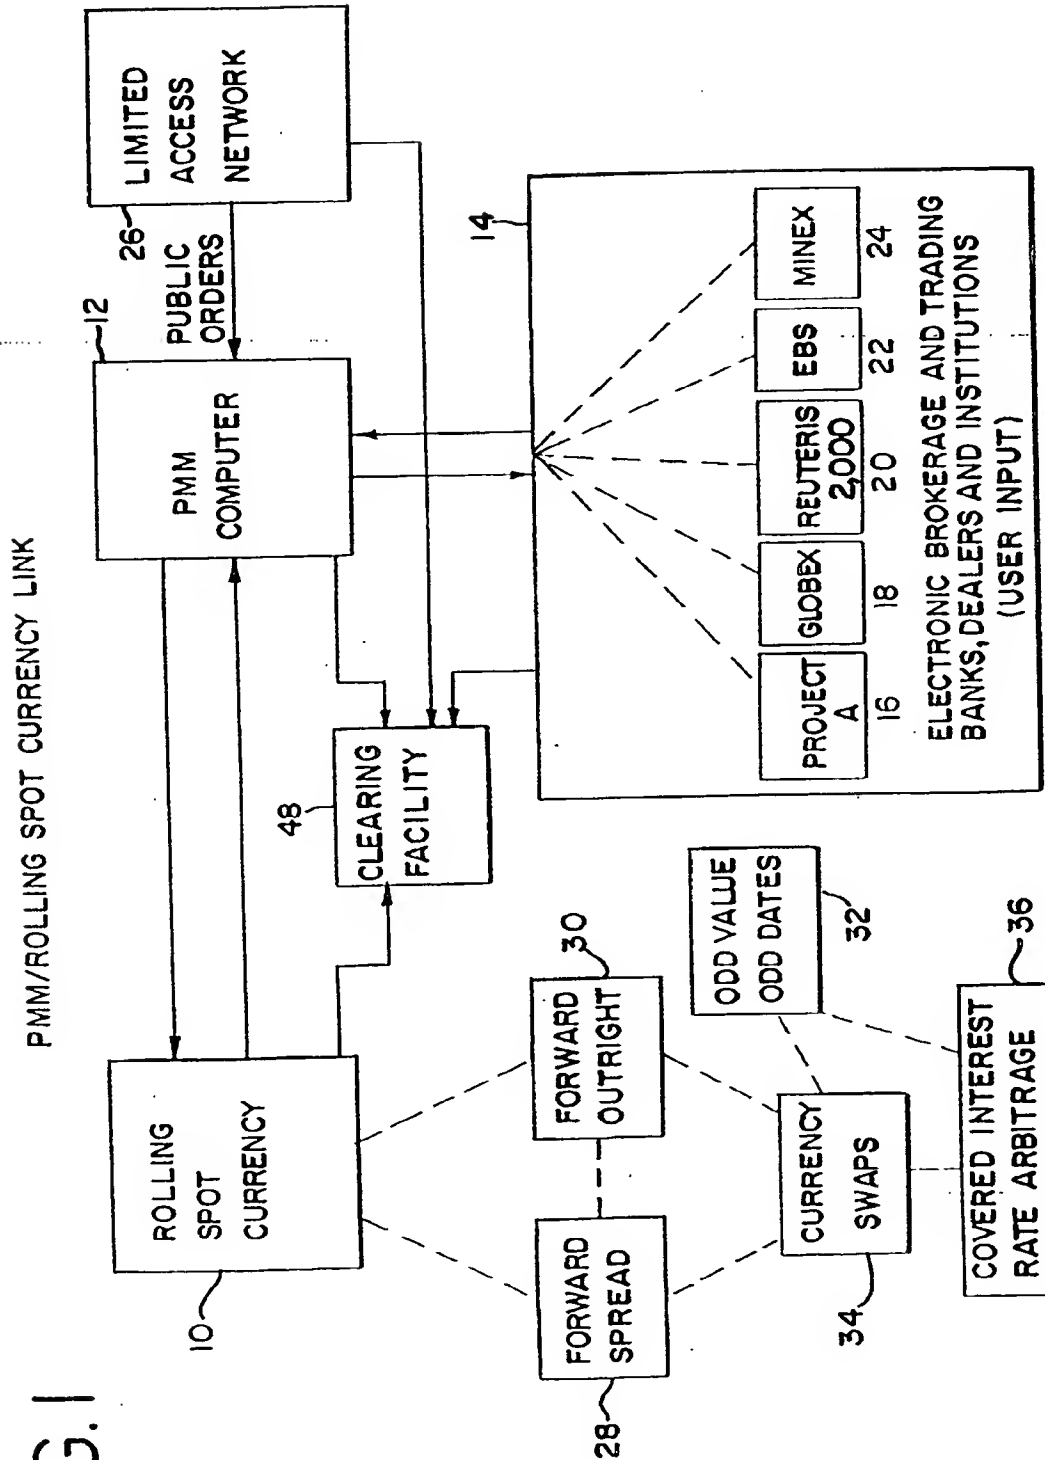 G.1
PMM/ROLLING SPOT CURRENCY LINK
10
ROLLING
SPOT
CURRENCY
12
PMM
COMPUTER
PUBLIC
ORDERS
26
LIMITED
ACCESS
NETWORK
48
CLEARING
FACILITY
28
FORWARD
SPREAD
30
FORWARD
OUTRIGHT
14
PROJECT
A
16
GLOBEX
18
REUTERIS
2,000
20
EBS
22
MINEX
24
ELECTRONIC BROKERAGE AND TRADING
BANKS, DEALERS AND INSTITUTIONS
(USER INPUT)
ODD VALUE
ODD DATES
32
34
CURRENCY
SWAPS
36
COVERED INTEREST
RATE ARBITRAGE